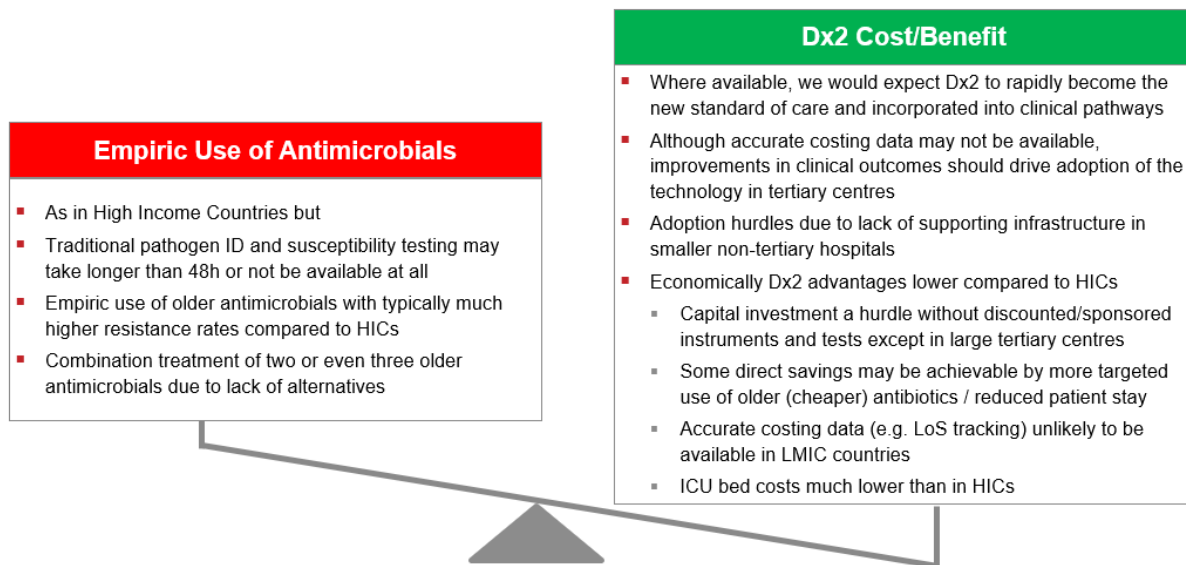 Empiric Use of Antimicrobials
As in High Income Countries but
Traditional pathogen ID and susceptibility testing may
take longer than 48h or not be available at all
Empiric use of older antimicrobials with typically much
higher resistance rates compared to HICs
Combination treatment of two or even three older
antimicrobials due to lack of alternatives
Dx2 Cost/Benefit
Where available, we would expect Dx2 to rapidly become the
new standard of care and incorporated into clinical pathways
Although accurate costing data may not be available,
improvements in clinical outcomes should drive adoption of the
technology in tertiary centres
Adoption hurdles due to lack of supporting infrastructure in
smaller non-tertiary hospitals
Economically Dx2 advantages lower compared to HICs
Capital investment a hurdle without discounted/sponsored
instruments and tests except in large tertiary centres
Some direct savings may be achievable by more targeted
use of older (cheaper) antibiotics / reduced patient stay
Accurate costing data (e.g. LoS tracking) unlikely to be
available in LMIC countries
ICU bed costs much lower than in HICs